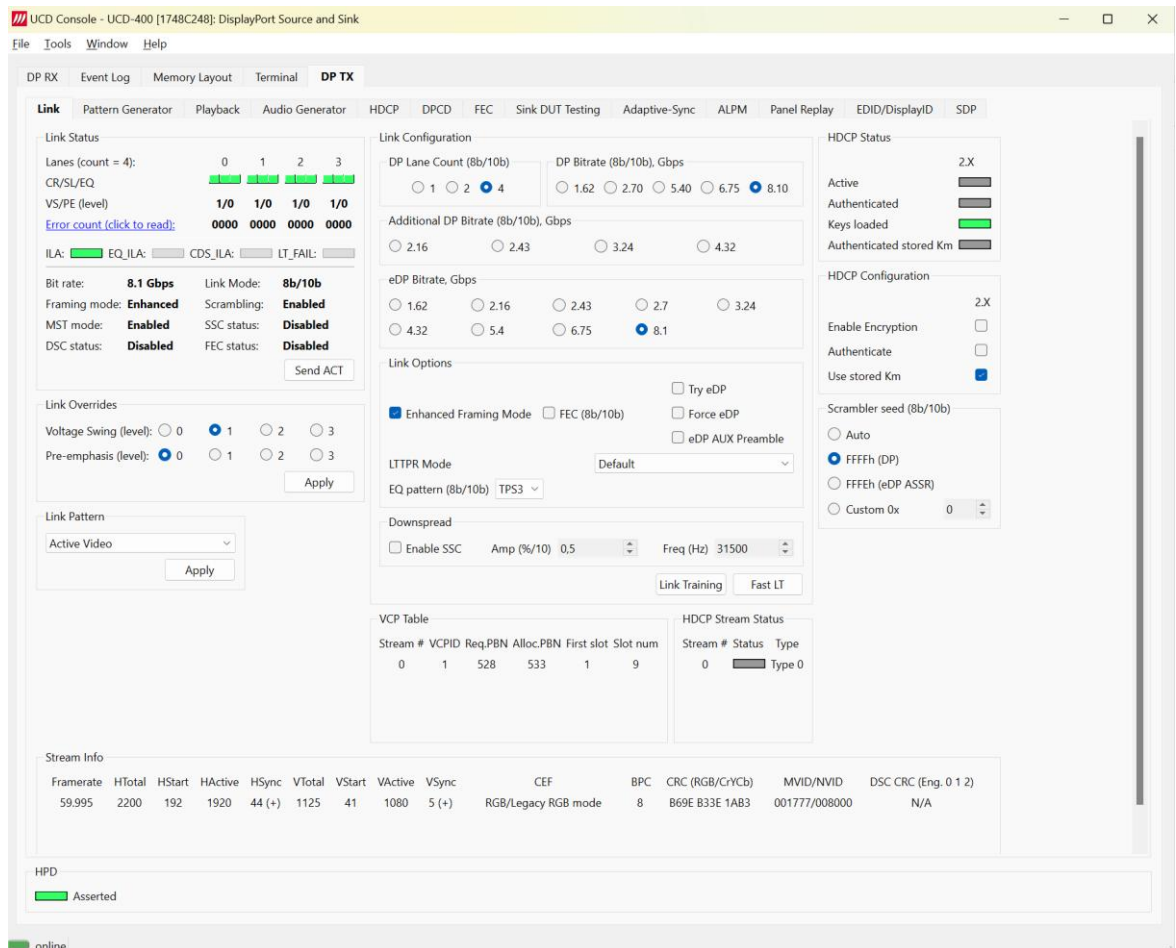 UCD Console - UCD-400 [1748C248]: DisplayPort Source and Sink
File Tools Window Help
DP RX Event Log Memory Layout Terminal DP TX
Link Pattern Generator Playback Audio Generator HDCP DPCD FEC Sink DUT Testing Adaptive-Sync ALPM Panel Replay EDID/DisplayID SDP
Link Status
Lanes (count = 4): 0 1 2 3
CR/SL/EQ
VS/PE (level) 1/0 1/0 1/0 1/0
Error count (click to read): 0000 0000 0000 0000
ILA: EQ_ILA: CDS_ILA: LT_FAIL:
Bit rate: 8.1 Gbps Link Mode: 8b/10b
Framing mode: Enhanced Scrambling: Enabled
MST mode: Enabled SSC status: Disabled
DSC status: Disabled FEC status: Disabled
Send ACT
Link Overrides
Voltage Swing (level): 0 1 2 3
Pre-emphasis (level): 0 1 2 3
Apply
Link Pattern
Active Video
Apply
Link Configuration
DP Lane Count (8b/10b)
1 2 4
DP Bitrate (8b/10b), Gbps
1.62 2.70 5.40 6.75 8.10
Additional DP Bitrate (8b/10b), Gbps
2.16 2.43 3.24 4.32
eDP Bitrate, Gbps
1.62 2.16 2.43 2.7 3.24
4.32 5.4 6.75 8.1
Link Options
Try eDP
Enhanced Framing Mode FEC (8b/10b) Force eDP
eDP AUX Preamble
LTTPR Mode Default
EQ pattern (8b/10b) TPS3
Downspread
Enable SSC Amp (%/10) 0,5 Freq (Hz) 31500
Link Training Fast LT
VCP Table
Stream # VCPID Req.PBN Alloc.PBN First slot Slot num
0 1 528 533 1 9
HDCP Stream Status
Stream # Status Type
0 Type 0
HDCP Status
2.X
Active
Authenticated
Keys loaded
Authenticated stored Km
HDCP Configuration
2.X
Enable Encryption
Authenticate
Use stored Km
Scrambler seed (8b/10b)
Auto
FFFFh (DP)
FFFEh (eDP ASSR)
Custom 0x 0
Stream Info
Framerate HTotal HStart HActive HSync VTotal VStart VActive VSync CEF BPC CRC (RGB/CrYCb) MVID/NVID DSC CRC (Eng. 0 1 2)
59.995 2200 192 1920 44 (+) 1125 41 1080 5 (+) RGB/Legacy RGB mode 8 B69E B33E 1AB3 001777/008000 N/A
HPD
Asserted
online